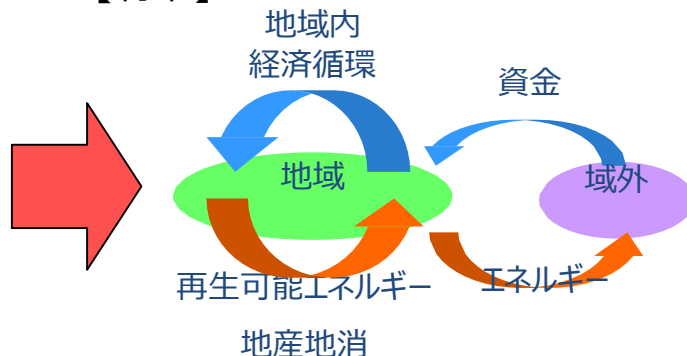 地域内
経済循環
資金
地域
域外
再生可能エネルギー
エネルギー
地産地消